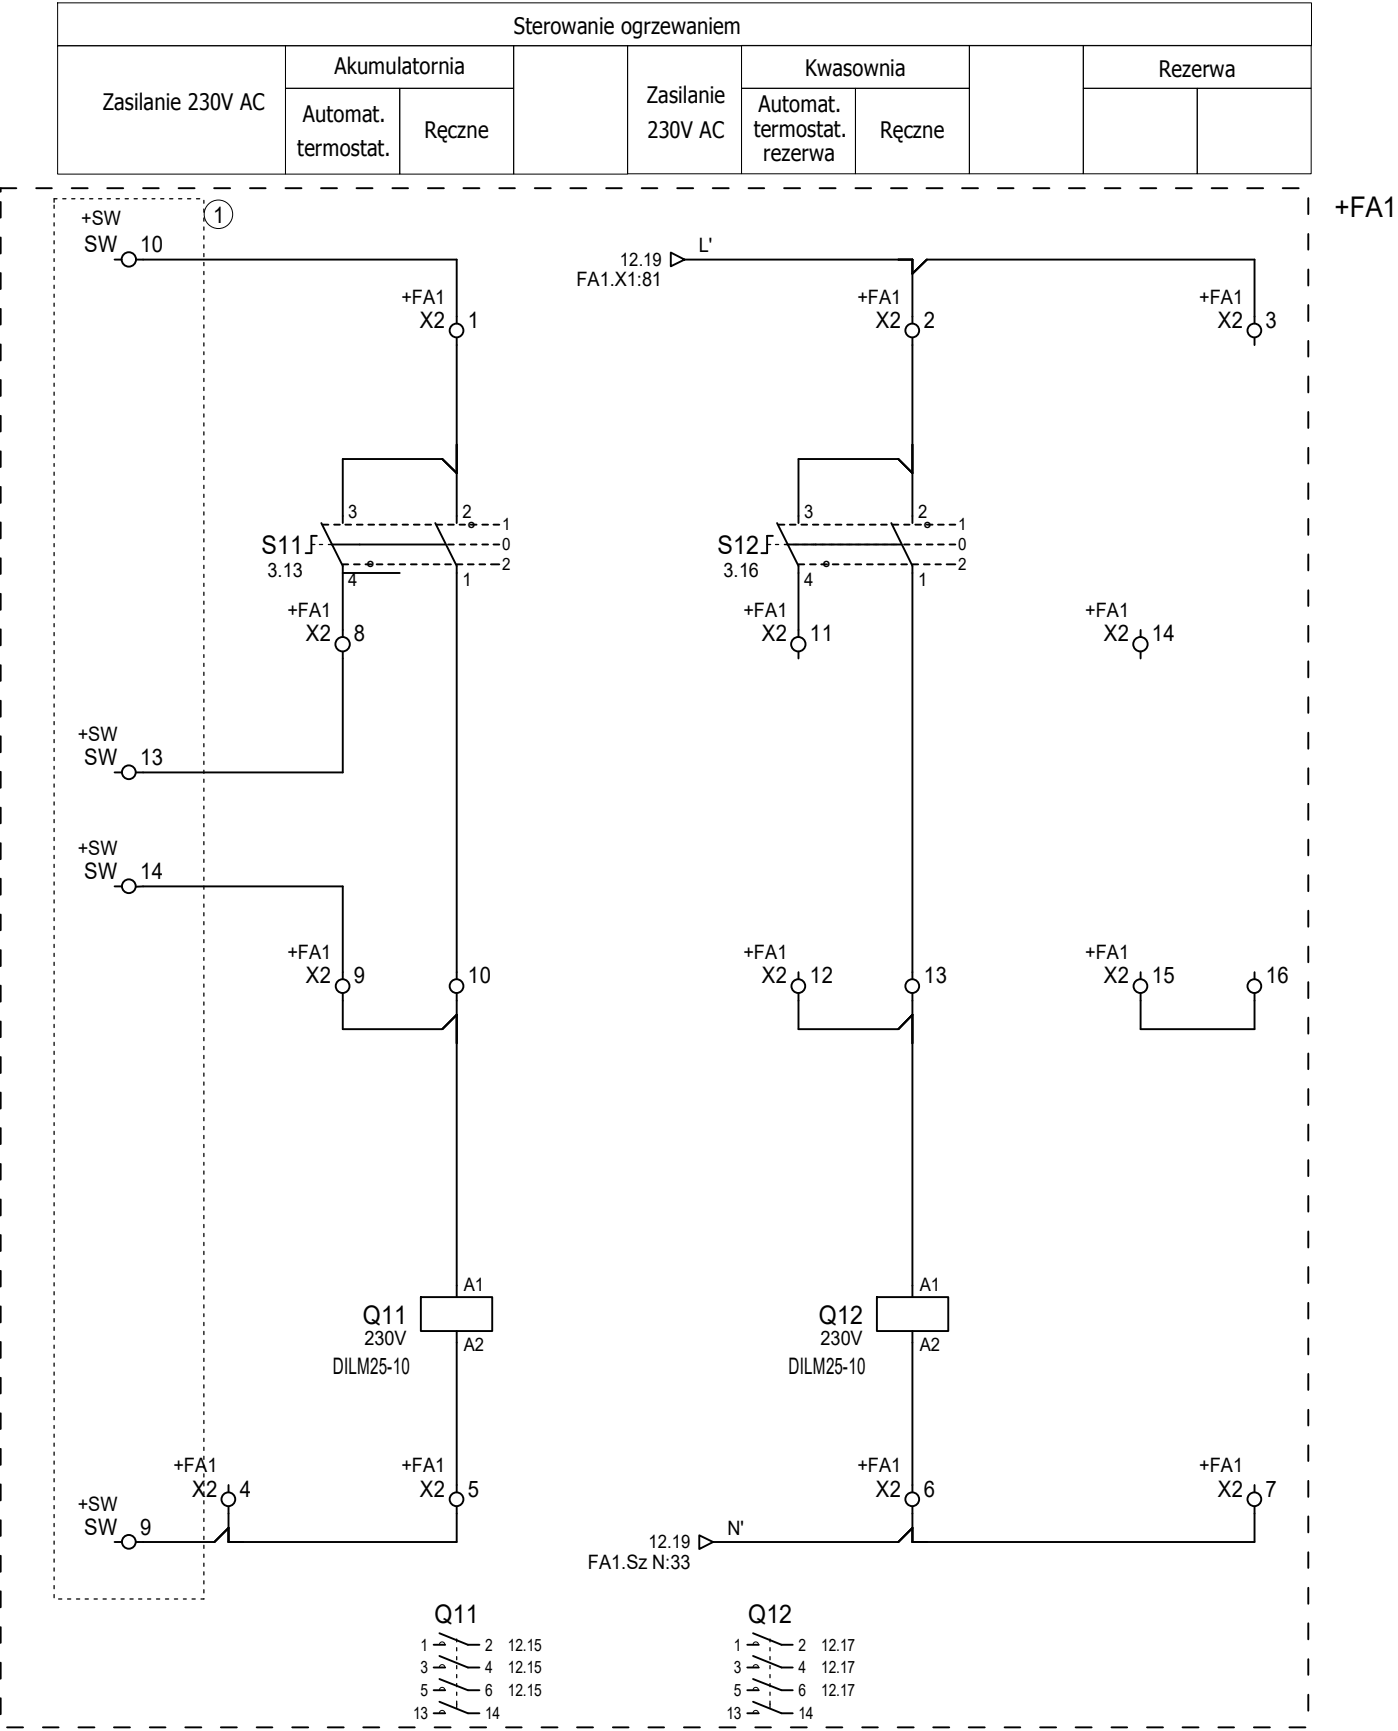 Sterowanie ogrzewaniem
Zasilanie 230V AC
Akumulatornia
Automat.
termostat.
Ręczne
Zasilanie
230V AC
Kwasownia
Automat.
termostat.
rezerwa
Ręczne
Rezerwa
+FA1
1
+SW
SW 10
12.19 L'
FA1.X1:81
+FA1
X2 1
+FA1
X2 2
+FA1
X2 3
3 2
1
S11 0
3.13 2
4 1
3 2
1
S12 0
3.16 2
4 1
+FA1
X2 8
+FA1
X2 11
+FA1
X2 14
+SW
SW 13
+SW
SW 14
+FA1
X2 9
10
+FA1
X2 12
13
+FA1
X2 15
16
A1
Q11
230V
A2
DILM25-10
A1
Q12
230V
A2
DILM25-10
+FA1
X2 4
+FA1
X2 5
+FA1
X2 6
+FA1
X2 7
+SW
SW 9
12.19 N'
FA1.Sz N:33
Q11
1 2 12.15
3 4 12.15
5 6 12.15
13 14
Q12
1 2 12.17
3 4 12.17
5 6 12.17
13 14